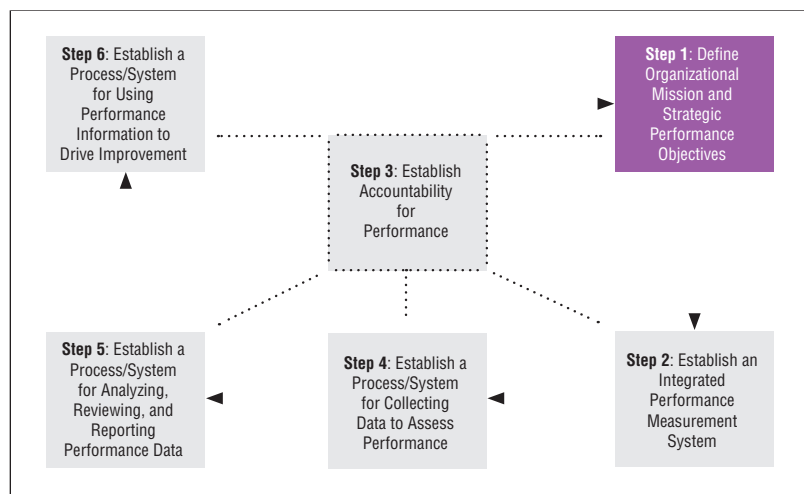 Step 6: Establish a
Process/System
for Using
Performance
Information to
Drive Improvement
Step 1: Define
Organizational
Mission and
Strategic
Performance
Objectives
Step 3: Establish
Accountability
for
Performance
Step 5: Establish a
Process/System
for Analyzing,
Reviewing, and
Reporting
Performance Data
Step 4: Establish a
Process/System
for Collecting
Data to Assess
Performance
Step 2: Establish an
Integrated
Performance
Measurement
System